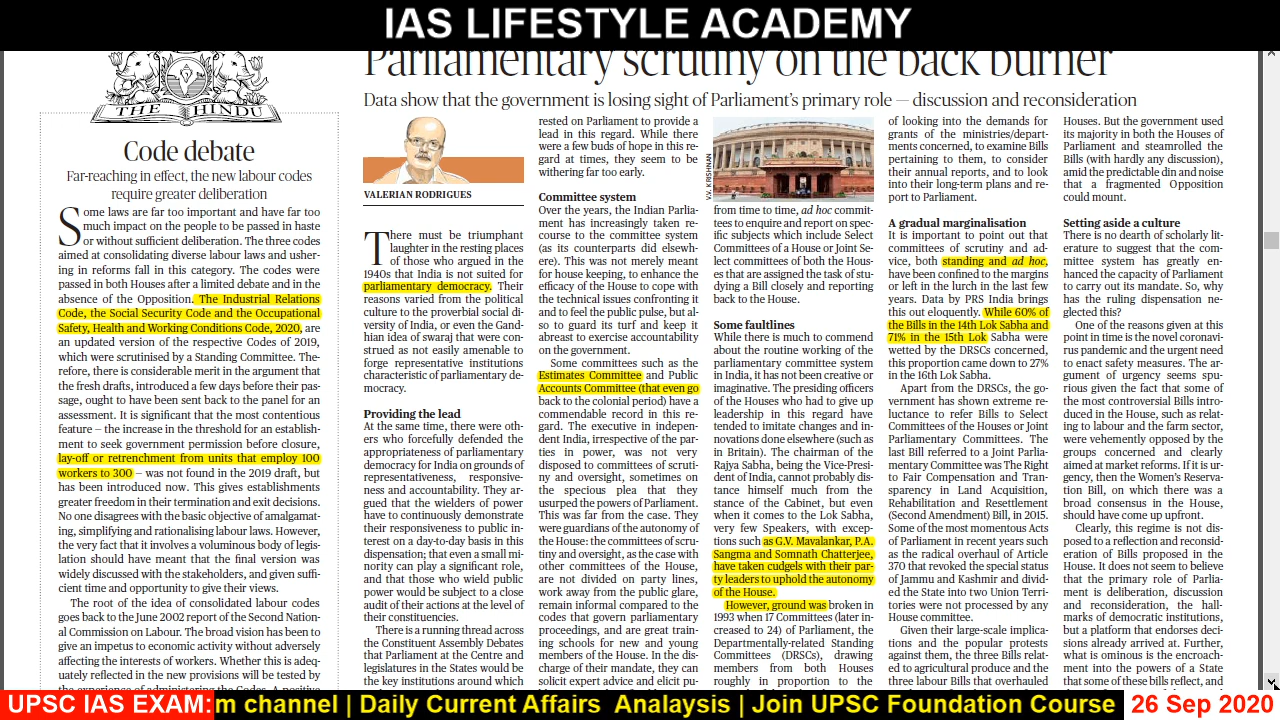 IAS LIFESTYLE ACADEMY
THE HINDU
Code debate
Far-reaching in effect, the new labour codes
require greater deliberation
Some laws are far too important and have far too
much impact on the people to be passed in haste
or without sufficient deliberation. The three codes
aimed at consolidating diverse labour laws and usher-
ing in reforms fall in this category. The codes were
passed in both Houses after a limited debate and in the
absence of the Opposition. The Industrial Relations
Code, the Social Security Code and the Occupational
Safety, Health and Working Conditions Code, 2020, are
an updated version of the respective Codes of 2019,
which were scrutinised by a Standing Committee. The-
refore, there is considerable merit in the argument that
the fresh drafts, introduced a few days before their pas-
sage, ought to have been sent back to the panel for an
assessment. It is significant that the most contentious
feature – the increase in the threshold for an establish-
ment to seek government permission before closure,
lay-off or retrenchment from units that employ 100
workers to 300 – was not found in the 2019 draft, but
has been introduced now. This gives establishments
greater freedom in their termination and exit decisions.
No one disagrees with the basic objective of amalgamat-
ing, simplifying and rationalising labour laws. However,
the very fact that it involves a voluminous body of legis-
lation should have meant that the final version was
widely discussed with the stakeholders, and given suffi-
cient time and opportunity to give their views.
The root of the idea of consolidated labour codes
goes back to the June 2002 report of the Second Nation-
al Commission on Labour. The broad vision has been to
give an impetus to economic activity without adversely
affecting the interests of workers. Whether this is adeq-
uately reflected in the new provisions will be tested by
the experience of administering the Codes. A positive
Parliamentary scrutiny on the back burner
Data show that the government is losing sight of Parliament's primary role — discussion and reconsideration
VALERIAN RODRIGUES
There must be triumphant
laughter in the resting places
of those who argued in the
1940s that India is not suited for
parliamentary democracy. Their
reasons varied from the political
culture to the proverbial social di-
versity of India, or even the Gand-
hian idea of swaraj that were con-
strued as not easily amenable to
forge representative institutions
characteristic of parliamentary de-
mocracy.
Providing the lead
At the same time, there were oth-
ers who forcefully defended the
appropriateness of parliamentary
democracy for India on grounds of
representativeness, responsive-
ness and accountability. They ar-
gued that the wielders of power
have to continuously demonstrate
their responsiveness to public in-
terest on a day-to-day basis in this
dispensation; that even a small mi-
nority can play a significant role,
and that those who wield public
power would be subject to a close
audit of their actions at the level of
their constituencies.
There is a running thread across
the Constituent Assembly Debates
that Parliament at the Centre and
legislatures in the States would be
the key institutions around which
rested on Parliament to provide a
lead in this regard. While there
were a few buds of hope in this re-
gard at times, they seem to be
withering far too early.
Committee system
Over the years, the Indian Parlia-
ment has increasingly taken re-
course to the committee system
(as its counterparts did elsewh-
ere). This was not merely meant
for house keeping, to enhance the
efficacy of the House to cope with
the technical issues confronting it
and to feel the public pulse, but al-
so to guard its turf and keep it
abreast to exercise accountability
on the government.
Some committees such as the
Estimates Committee and Public
Accounts Committee (that even go
back to the colonial period) have a
commendable record in this re-
gard. The executive in indepen-
dent India, irrespective of the par-
ties in power, was not very
disposed to committees of scruti-
ny and oversight, sometimes on
the specious plea that they
usurped the powers of Parliament.
This was far from the case. They
were guardians of the autonomy of
the House: the committees of scru-
tiny and oversight, as the case with
other committees of the House,
are not divided on party lines,
work away from the public glare,
remain informal compared to the
codes that govern parliamentary
proceedings, and are great train-
ing schools for new and young
members of the House. In the dis-
charge of their mandate, they can
solicit expert advice and elicit pu-
V.V. KRISHNAN
from time to time, ad hoc commit-
tees to enquire and report on spe-
cific subjects which include Select
Committees of a House or Joint Se-
lect committees of both the Hous-
es that are assigned the task of stu-
dying a Bill closely and reporting
back to the House.
Some faultlines
While there is much to commend
about the routine working of the
parliamentary committee system
in India, it has not been creative or
imaginative. The presiding officers
of the Houses who had to give up
leadership in this regard have
tended to imitate changes and in-
novations done elsewhere (such as
in Britain). The chairman of the
Rajya Sabha, being the Vice-Presi-
dent of India, cannot probably dis-
tance himself much from the
stance of the Cabinet, but even
when it comes to the Lok Sabha,
very few Speakers, with excep-
tions such as G.V. Mavalankar, P.A.
Sangma and Somnath Chatterjee,
have taken cudgels with their par-
ty leaders to uphold the autonomy
of the House.
However, ground was broken in
1993 when 17 Committees (later in-
creased to 24) of Parliament, the
Departmentally-related Standing
Committees (DRSCs), drawing
members from both Houses
roughly in proportion to the
of looking into the demands for
grants of the ministries/depart-
ments concerned, to examine Bills
pertaining to them, to consider
their annual reports, and to look
into their long-term plans and re-
port to Parliament.
A gradual marginalisation
It is important to point out that
committees of scrutiny and ad-
vice, both standing and ad hoc,
have been confined to the margins
or left in the lurch in the last few
years. Data by PRS India brings
this out eloquently. While 60% of
the Bills in the 14th Lok Sabha and
71% in the 15th Lok Sabha were
wetted by the DRSCs concerned,
this proportion came down to 27%
in the 16th Lok Sabha.
Apart from the DRSCs, the go-
vernment has shown extreme re-
luctance to refer Bills to Select
Committees of the Houses or Joint
Parliamentary Committees. The
last Bill referred to a Joint Parlia-
mentary Committee was The Right
to Fair Compensation and Tran-
sparency in Land Acquisition,
Rehabilitation and Resettlement
(Second Amendment) Bill, in 2015.
Some of the most momentous Acts
of Parliament in recent years such
as the radical overhaul of Article
370 that revoked the special status
of Jammu and Kashmir and divid-
ed the State into two Union Terri-
tories were not processed by any
House committee.
Given their large-scale implica-
tions and the popular protests
against them, the three Bills relat-
ed to agricultural produce and the
three labour Bills that overhauled
Houses. But the government used
its majority in both the Houses of
Parliament and steamrolled the
Bills (with hardly any discussion),
amid the predictable din and noise
that a fragmented Opposition
could mount.
Setting aside a culture
There is no dearth of scholarly lit-
erature to suggest that the com-
mittee system has greatly en-
hanced the capacity of Parliament
to carry out its mandate. So, why
has the ruling dispensation ne-
glected this?
One of the reasons given at this
point in time is the novel coronavi-
rus pandemic and the urgent need
to enact safety measures. The ar-
gument of urgency seems spu-
rious given the fact that some of
the most controversial Bills intro-
duced in the House, such as relat-
ing to labour and the farm sector,
were vehemently opposed by the
groups concerned and clearly
aimed at market reforms. If it is ur-
gency, then the Women's Reserva-
tion Bill, on which there was a
broad consensus in the House,
should have come up upfront.
Clearly, this regime is not dis-
posed to a reflection and reconsid-
eration of Bills proposed in the
House. It does not seem to believe
that the primary role of Parlia-
ment is deliberation, discussion
and reconsideration, the hall-
marks of democratic institutions,
but a platform that endorses deci-
sions already arrived at. Further,
what is ominous is the encroach-
ment into the powers of a State
that some of these bills reflect, and
UPSC IAS EXAM: m channel | Daily Current Affairs Analaysis | Join UPSC Foundation Course 26 Sep 2020